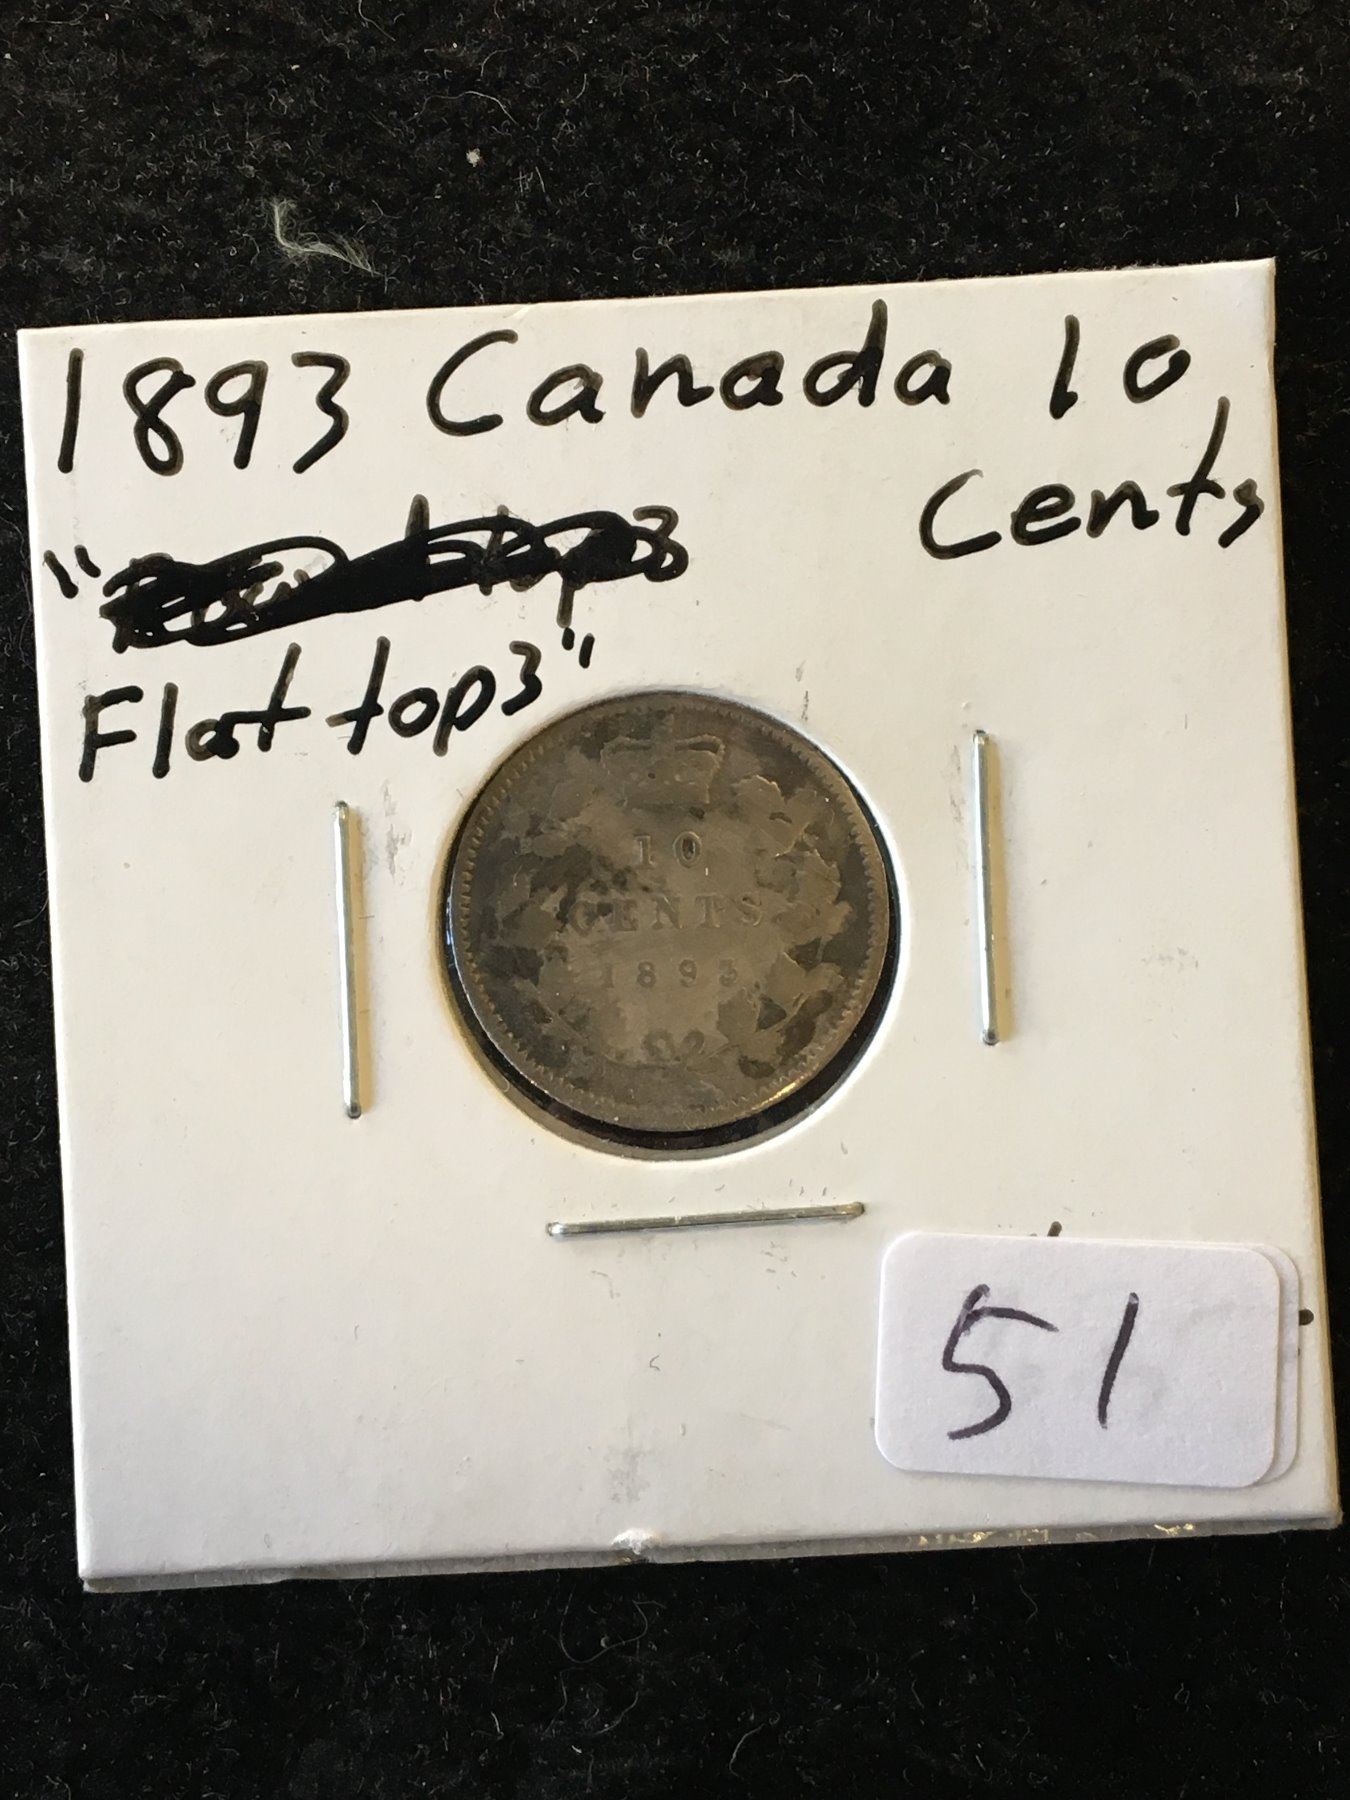 1893 Canada 10
Cents
"
Flat top 3"
10
CENTS
1893
51